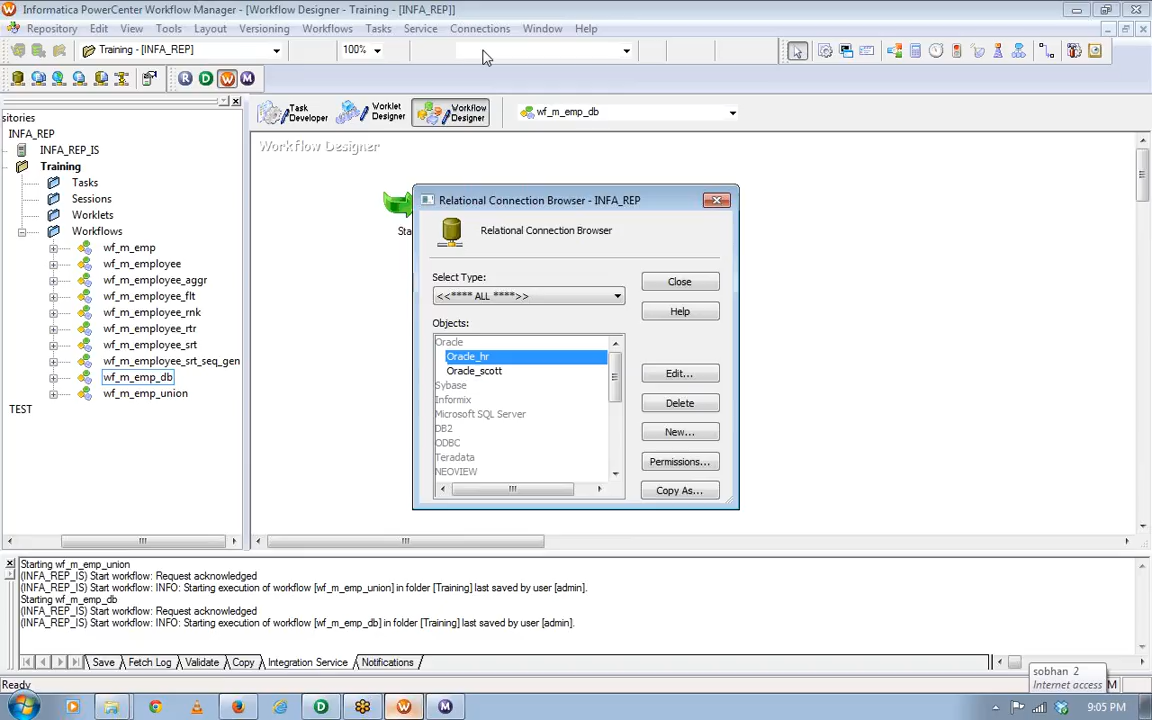 Informatica PowerCenter Workflow Manager - [Workflow Designer - Training - [INFA_REP]]
Repository Edit View Tools Layout Versioning Workflows Tasks Service Connections Window Help
Training - [INFA_REP] 100%
R D W M
Task Developer
Worklet Designer
Workflow Designer
wf_m_emp_db
sitories
INFA_REP
INFA_REP_IS
Training
Tasks
Sessions
Worklets
Workflows
wf_m_emp
wf_m_employee
wf_m_employee_aggr
wf_m_employee_flt
wf_m_employee_rnk
wf_m_employee_rtr
wf_m_employee_srt
wf_m_employee_srt_seq_gen
wf_m_emp_db
wf_m_emp_union
TEST
Workflow Designer
Sta
Relational Connection Browser - INFA_REP
Relational Connection Browser
Select Type:
<<**** ALL ****>>
Objects:
Oracle
Oracle_hr
Oracle_scott
Sybase
Informix
Microsoft SQL Server
DB2
ODBC
Teradata
NEOVIEW
Close
Help
Edit...
Delete
New...
Permissions...
Copy As...
Starting wf_m_emp_union
(INFA_REP_IS) Start workflow: Request acknowledged
(INFA_REP_IS) Start workflow: INFO: Starting execution of workflow [wf_m_emp_union] in folder [Training] last saved by user [admin].
Starting wf_m_emp_db
(INFA_REP_IS) Start workflow: Request acknowledged
(INFA_REP_IS) Start workflow: INFO: Starting execution of workflow [wf_m_emp_db] in folder [Training] last saved by user [admin].
Save Fetch Log Validate Copy Integration Service Notifications
Ready
sobhan 2
Internet access
M
D W M
9:05 PM